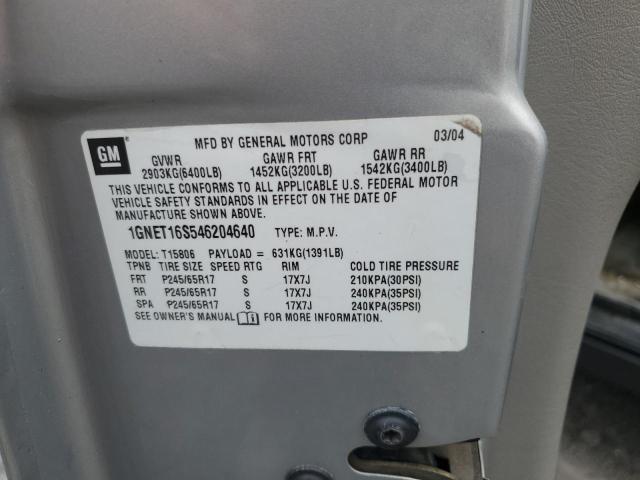 GM
MFD BY GENERAL MOTORS CORP 03/04
GVWR GAWR FRT GAWR RR
2903KG(6400LB) 1452KG(3200LB) 1542KG(3400LB)
THIS VEHICLE CONFORMS TO ALL APPLICABLE U.S. FEDERAL MOTOR
VEHICLE SAFETY STANDARDS IN EFFECT ON THE DATE OF
MANUFACTURE SHOWN ABOVE.
1GNET16S546204640 TYPE: M.P.V.
MODEL: T15806 PAYLOAD = 631KG(1391LB)
TPNB TIRE SIZE SPEED RTG RIM COLD TIRE PRESSURE
FRT P245/65R17 S 17X7J 210KPA(30PSI)
RR P245/65R17 S 17X7J 240KPA(35PSI)
SPA P245/65R17 S 17X7J 240KPA(35PSI)
SEE OWNER'S MANUAL FOR MORE INFORMATION.